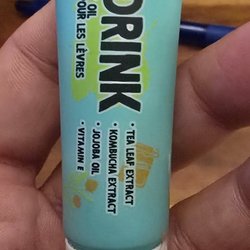 DRINK
OIL
POUR LES LÈVRES
• TEA LEAF EXTRACT
• KOMBUCHA EXTRACT
• JOJOBA OIL
• VITAMIN E